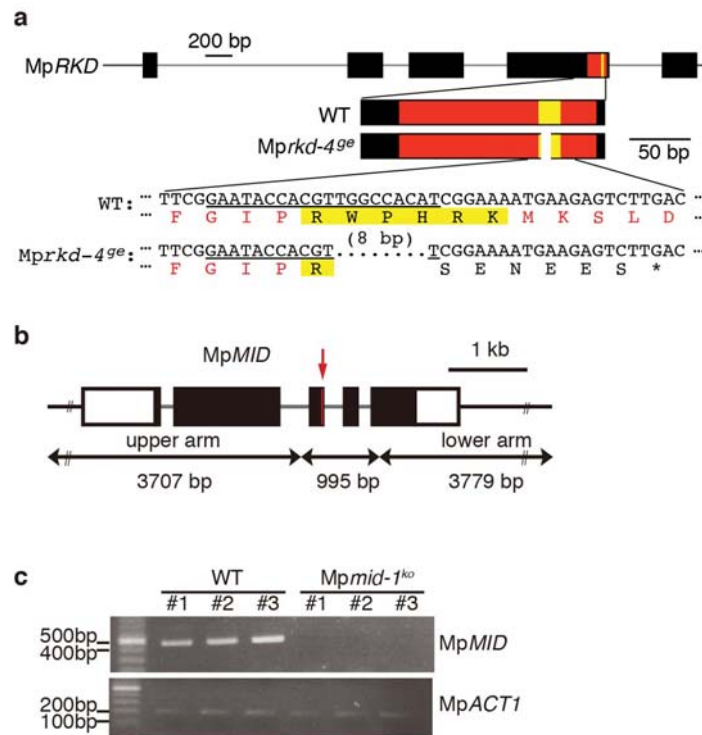 a
200 bp
MpRKD
WT
Mprkd-4ge
50 bp
WT: ··· TTCGGAATACCACGTTGGCCACATCGGAAAATGAAGAGTCTTGAC ···
··· F G I P R W P H R K M K S L D ···
(8 bp)
Mprkd-4ge: ··· TTCGGAATACCACGT........TCGGAAAATGAAGAGTCTTGAC ···
··· F G I P R S E N E E S * ···
b
MpMID
1 kb
upper arm
lower arm
3707 bp
995 bp
3779 bp
c
WT
Mpmid-1ko
#1 #2 #3 #1 #2 #3
500bp
400bp
MpMID
200bp
100bp
MpACT1